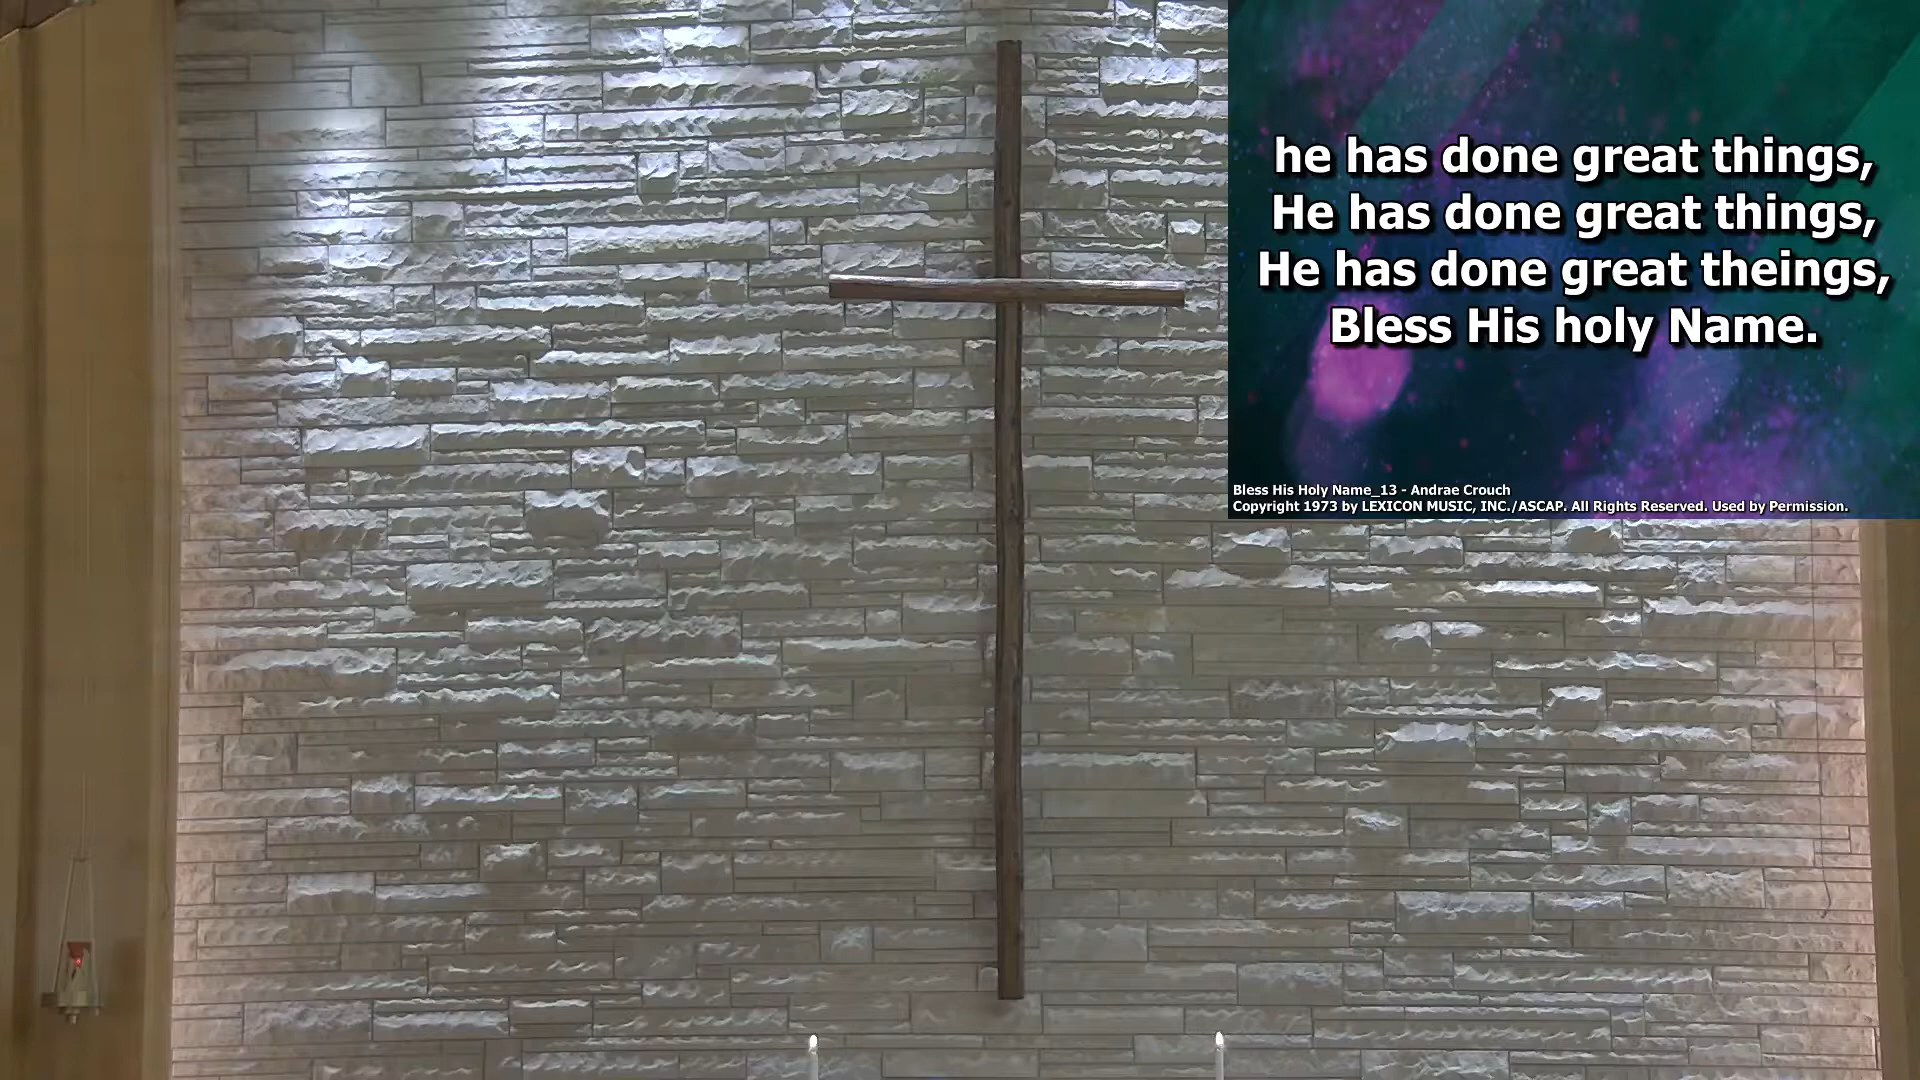 he has done great things,
He has done great things,
He has done great theings,
Bless His holy Name.
Bless His Holy Name_13 - Andrae Crouch
Copyright 1973 by LEXICON MUSIC, INC./ASCAP. All Rights Reserved. Used by Permission.